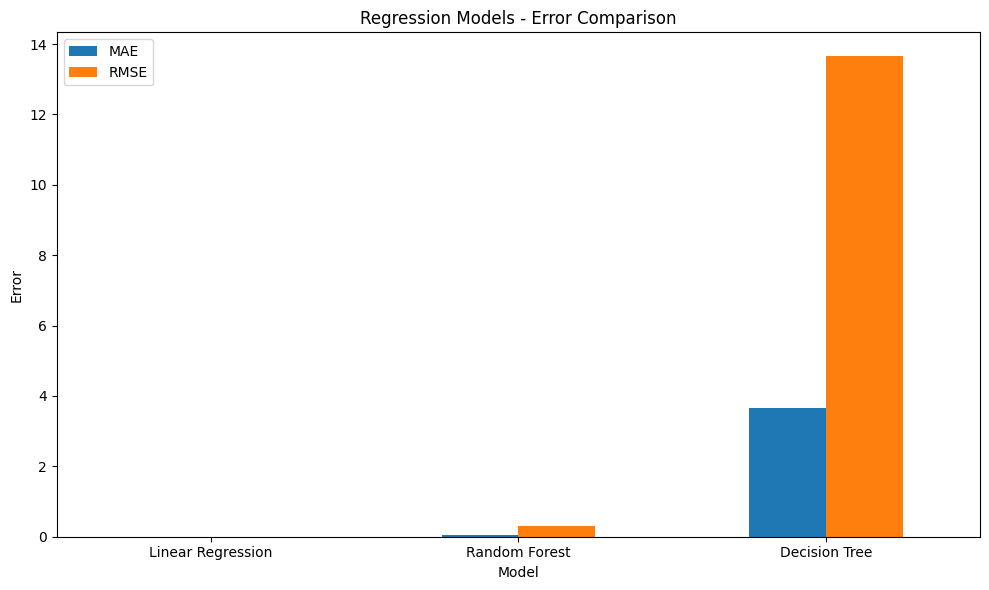 Regression Models - Error Comparison
MAE
RMSE
14
12
10
8
6
4
2
0
Error
Linear Regression
Random Forest
Decision Tree
Model